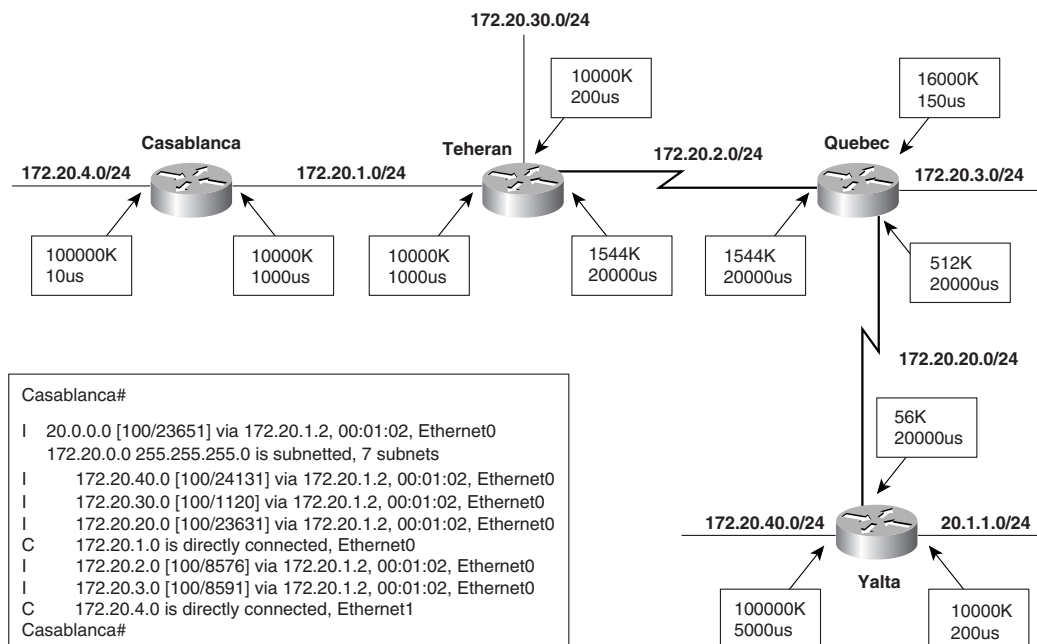 172.20.30.0/24
10000K
200us
16000K
150us
Casablanca
Teheran
Quebec
172.20.4.0/24
172.20.1.0/24
172.20.2.0/24
172.20.3.0/24
100000K
10us
10000K
1000us
10000K
1000us
1544K
20000us
1544K
20000us
512K
20000us
172.20.20.0/24
Casablanca#
I 20.0.0.0 [100/23651] via 172.20.1.2, 00:01:02, Ethernet0
172.20.0.0 255.255.255.0 is subnetted, 7 subnets
I 172.20.40.0 [100/24131] via 172.20.1.2, 00:01:02, Ethernet0
I 172.20.30.0 [100/1120] via 172.20.1.2, 00:01:02, Ethernet0
I 172.20.20.0 [100/23631] via 172.20.1.2, 00:01:02, Ethernet0
C 172.20.1.0 is directly connected, Ethernet0
I 172.20.2.0 [100/8576] via 172.20.1.2, 00:01:02, Ethernet0
I 172.20.3.0 [100/8591] via 172.20.1.2, 00:01:02, Ethernet0
C 172.20.4.0 is directly connected, Ethernet1
Casablanca#
56K
20000us
172.20.40.0/24
20.1.1.0/24
Yalta
100000K
5000us
10000K
200us